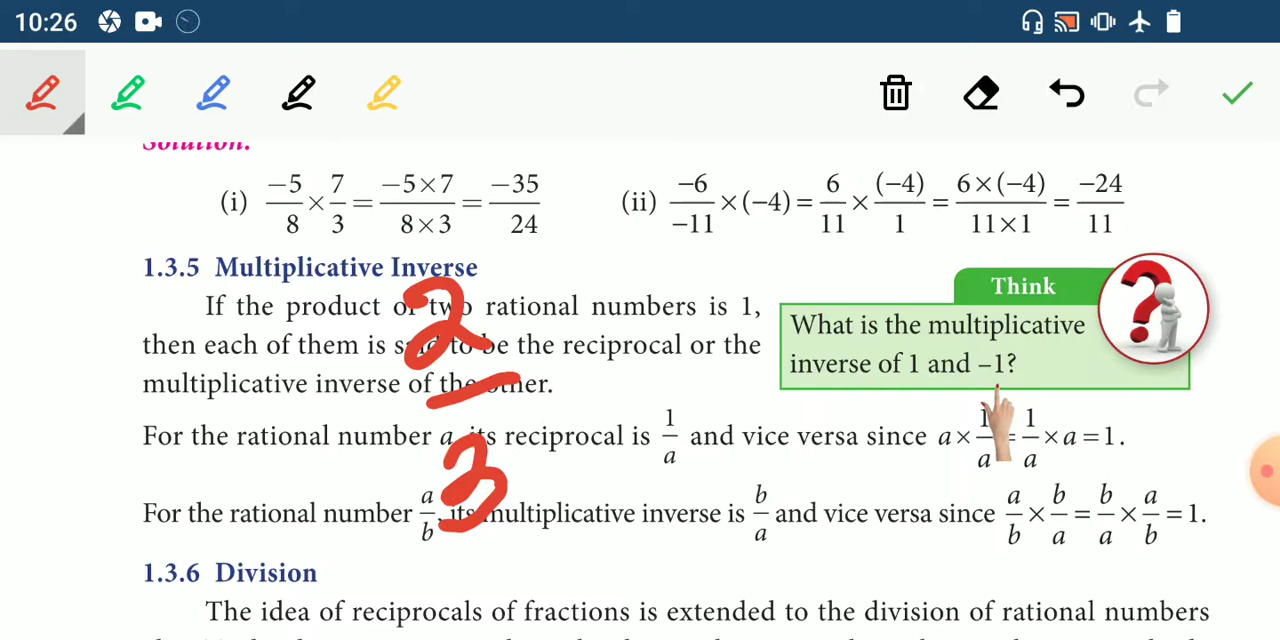 10:26
Solution:
(i) −5/8 × 7/3 = −5×7/8×3 = −35/24 (ii) −6/−11 ×(−4) = 6/11 × (−4)/1 = 6×(−4)/11×1 = −24/11
1.3.5 Multiplicative Inverse
If the product of two rational numbers is 1,
then each of them is said to be the reciprocal or the
multiplicative inverse of the other.
Think
What is the multiplicative
inverse of 1 and –1?
2/3
For the rational number a, its reciprocal is 1/a and vice versa since a × 1/a = 1/a × a = 1.
For the rational number a/b, its multiplicative inverse is b/a and vice versa since a/b × b/a = b/a × a/b = 1.
1.3.6 Division
The idea of reciprocals of fractions is extended to the division of rational numbers